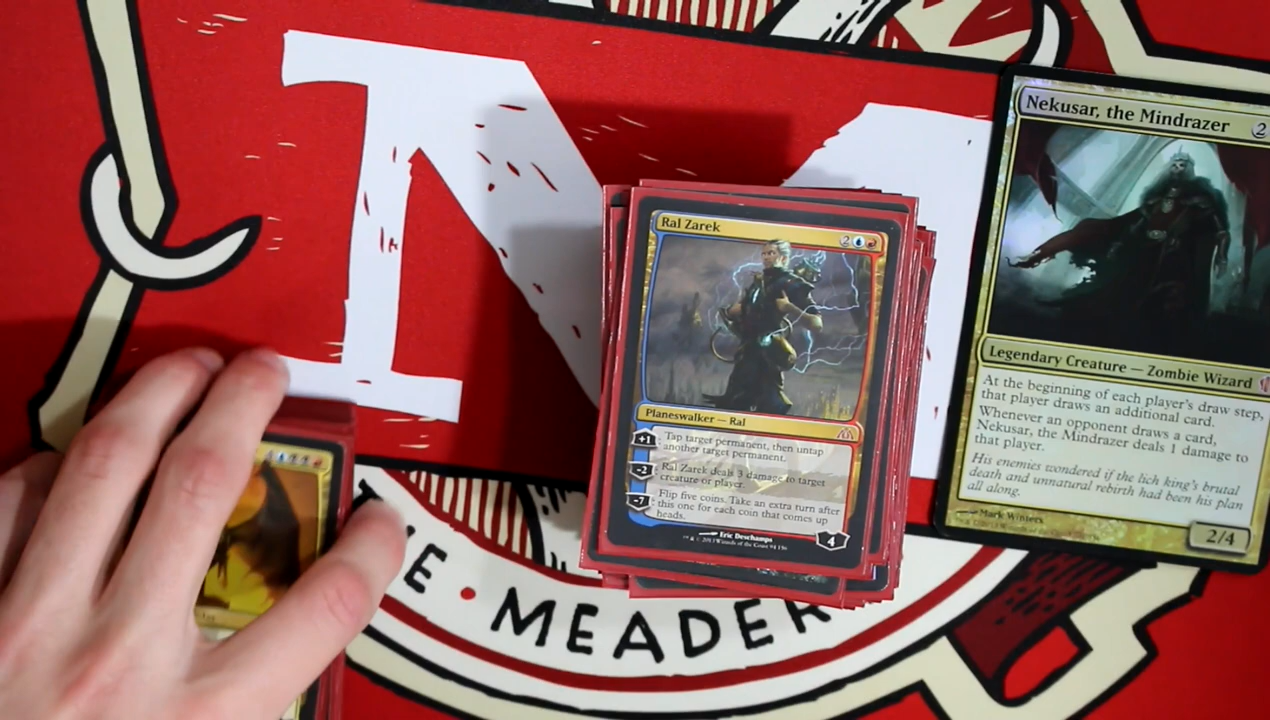 N
Ral Zarek
2
Planeswalker — Ral
+1: Tap target permanent, then untap
another target permanent.
-2: Ral Zarek deals 3 damage to target
creature or player.
-7: Flip five coins. Take an extra turn after
this one for each coin that comes up
heads.
Eric Deschamps
4
Nekusar, the Mindrazer
2
Legendary Creature — Zombie Wizard
At the beginning of each player's draw step,
that player draws an additional card.
Whenever an opponent draws a card,
Nekusar, the Mindrazer deals 1 damage to
that player.
His enemies wondered if the lich king's brutal
death and unnatural rebirth had been his plan
all along.
Mark Winters
2/4
MEADER